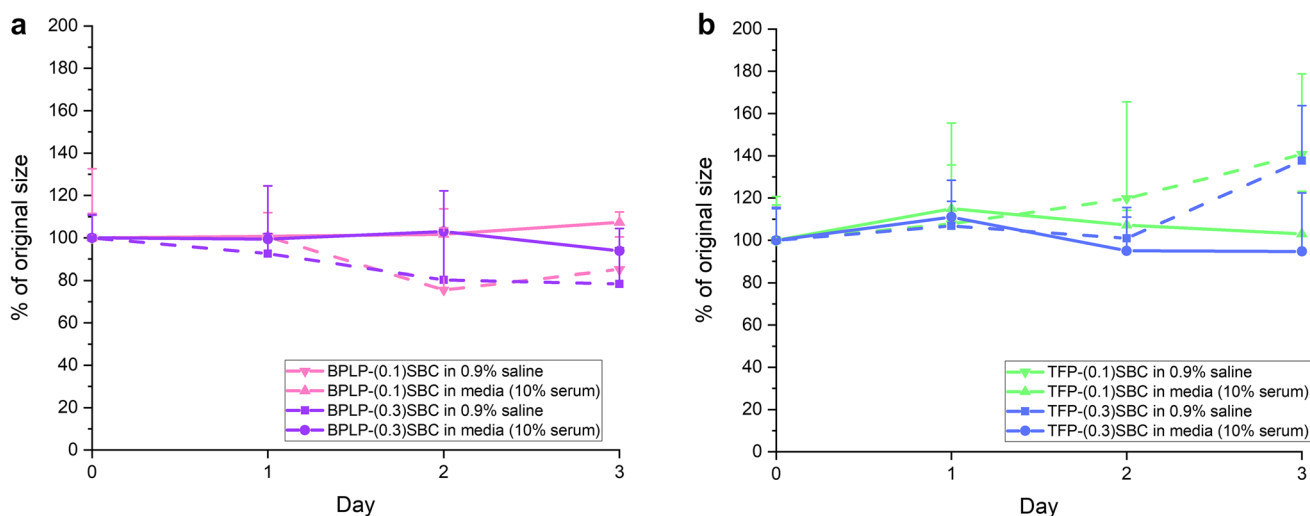 a
200
180
160
140
120
100
80
60
40
20
0
% of original size
BPLP-(0.1)SBC in 0.9% saline
BPLP-(0.1)SBC in media (10% serum)
BPLP-(0.3)SBC in 0.9% saline
BPLP-(0.3)SBC in media (10% serum)
0 1 2 3
Day
b
200
180
160
140
120
100
80
60
40
20
0
% of original size
TFP-(0.1)SBC in 0.9% saline
TFP-(0.1)SBC in media (10% serum)
TFP-(0.3)SBC in 0.9% saline
TFP-(0.3)SBC in media (10% serum)
0 1 2 3
Day